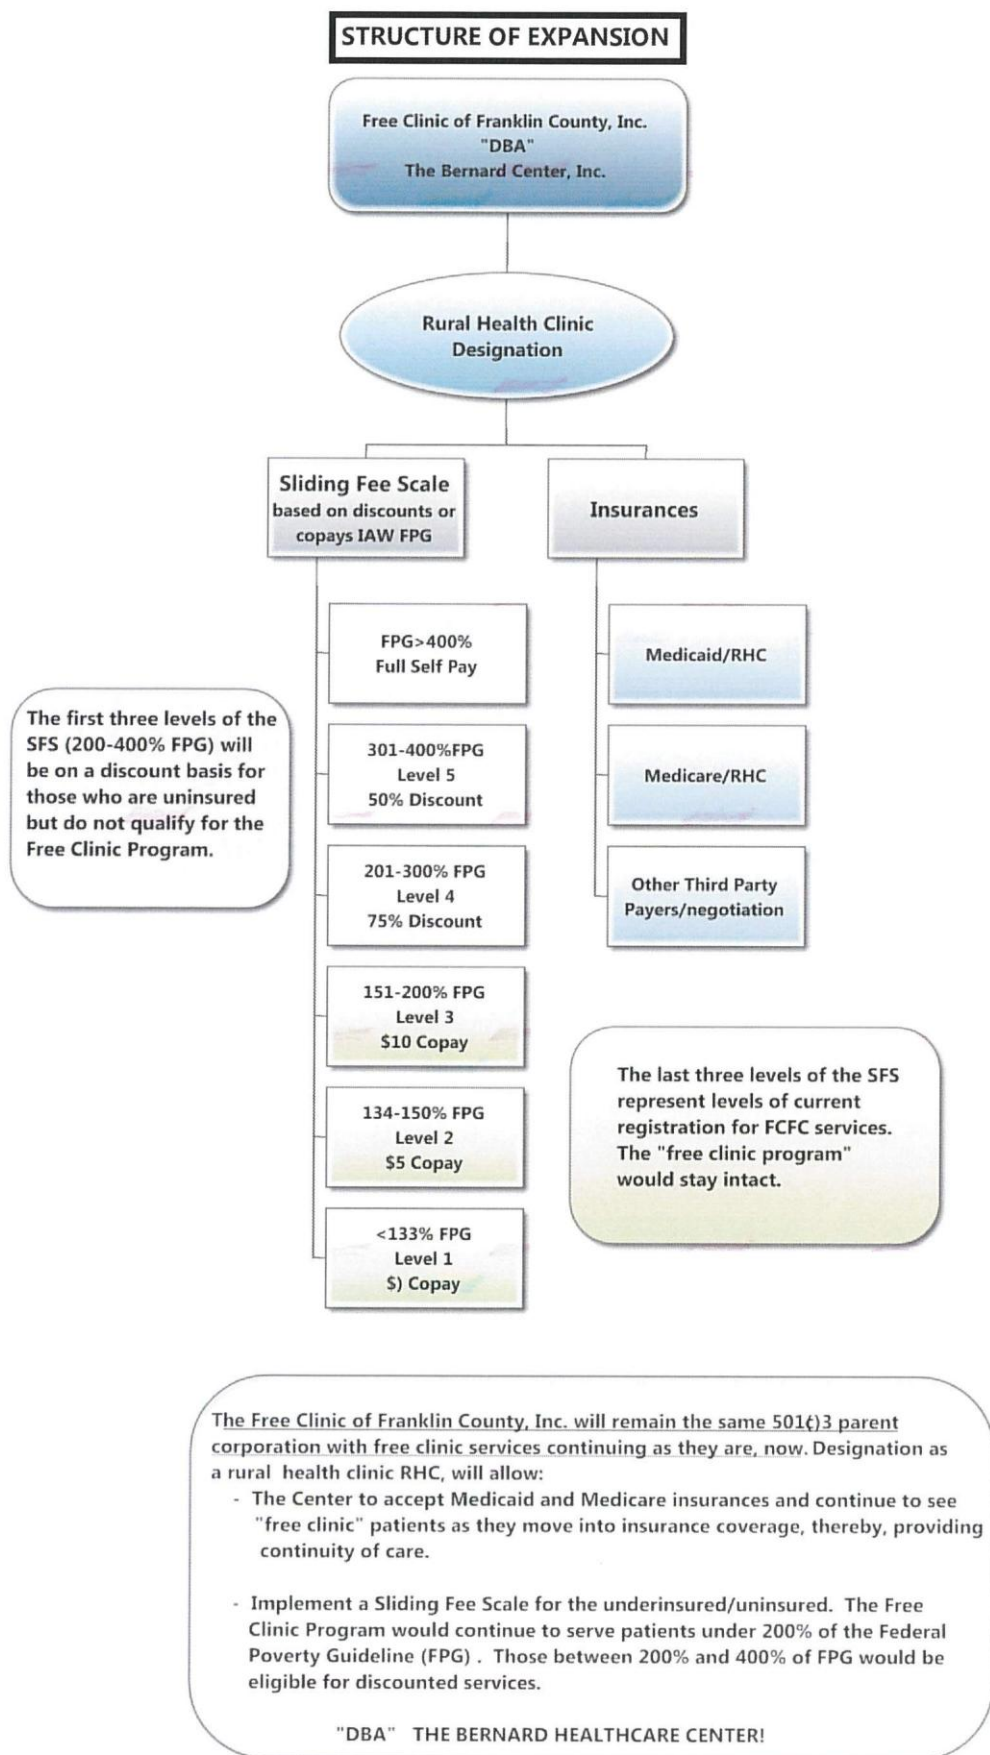 STRUCTURE OF EXPANSION
Free Clinic of Franklin County, Inc.
"DBA"
The Bernard Center, Inc.
Rural Health Clinic
Designation
Sliding Fee Scale
based on discounts or
copays IAW FPG
Insurances
FPG>400%
Full Self Pay
301-400%FPG
Level 5
50% Discount
201-300% FPG
Level 4
75% Discount
151-200% FPG
Level 3
$10 Copay
134-150% FPG
Level 2
$5 Copay
<133% FPG
Level 1
$) Copay
Medicaid/RHC
Medicare/RHC
Other Third Party
Payers/negotiation
The first three levels of the
SFS (200-400% FPG) will
be on a discount basis for
those who are uninsured
but do not qualify for the
Free Clinic Program.
The last three levels of the SFS
represent levels of current
registration for FCFC services.
The "free clinic program"
would stay intact.
The Free Clinic of Franklin County, Inc. will remain the same 501()3 parent
corporation with free clinic services continuing as they are, now. Designation as
a rural health clinic RHC, will allow:
- The Center to accept Medicaid and Medicare insurances and continue to see
"free clinic" patients as they move into insurance coverage, thereby, providing
continuity of care.
- Implement a Sliding Fee Scale for the underinsured/uninsured. The Free
Clinic Program would continue to serve patients under 200% of the Federal
Poverty Guideline (FPG) . Those between 200% and 400% of FPG would be
eligible for discounted services.
"DBA" THE BERNARD HEALTHCARE CENTER!